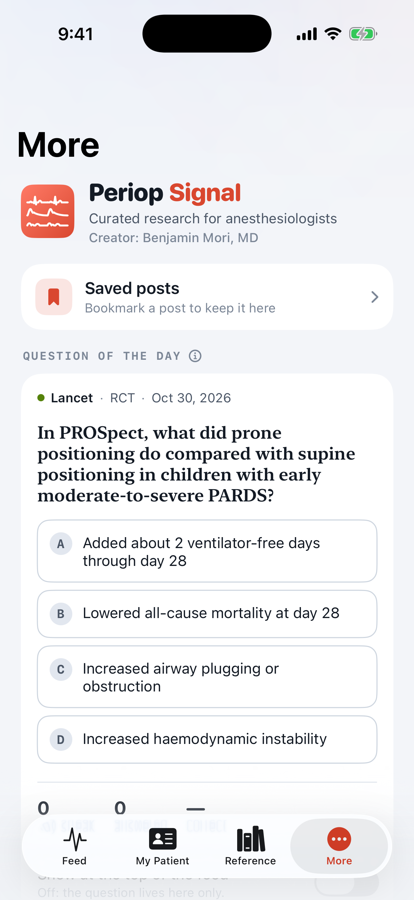 9:41
More
Periop Signal
Curated research for anesthesiologists
Creator: Benjamin Mori, MD
Saved posts
Bookmark a post to keep it here
QUESTION OF THE DAY
Lancet · RCT · Oct 30, 2026
In PROSpect, what did prone
positioning do compared with supine
positioning in children with early
moderate-to-severe PARDS?
A Added about 2 ventilator-free days
through day 28
B Lowered all-cause mortality at day 28
C Increased airway plugging or
obstruction
D Increased haemodynamic instability
0 0 —
Feed My Patient Reference More
Off: the question lives here only.